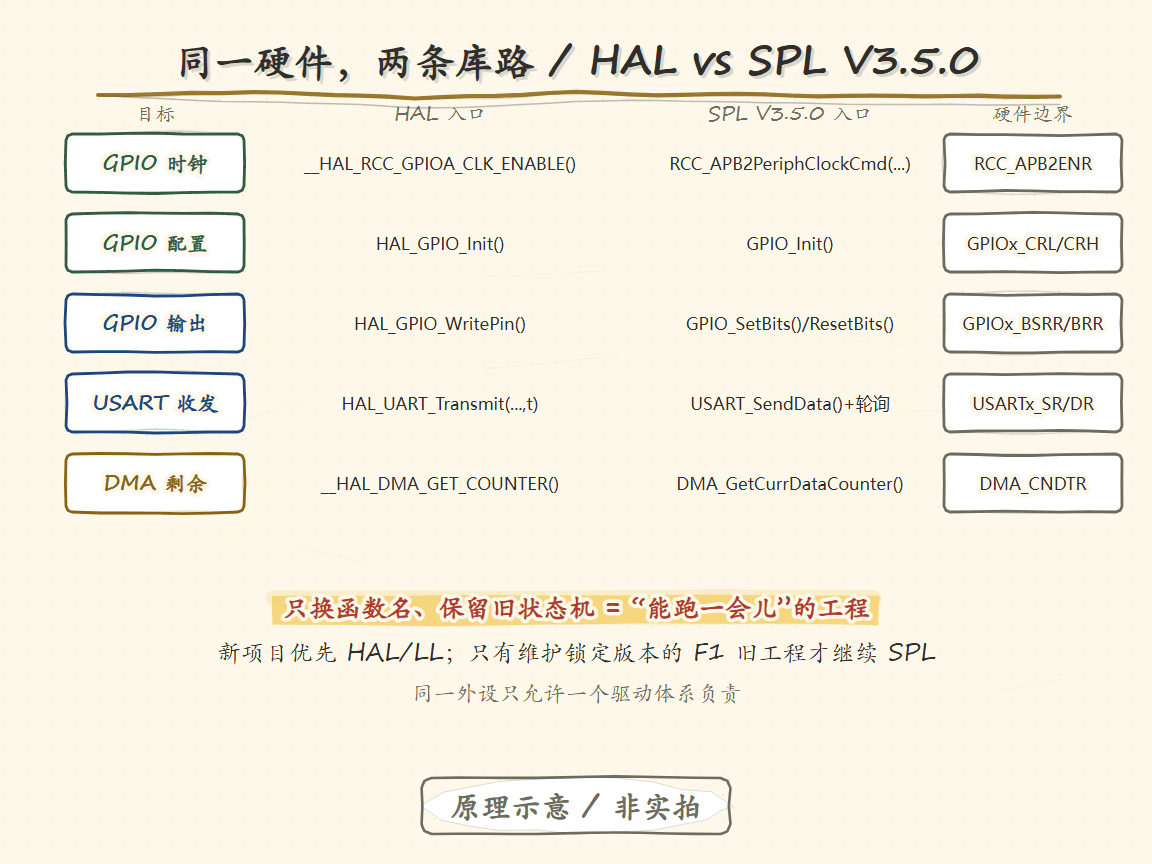 同一硬件，两条库路 / HAL vs SPL V3.5.0
目标 HAL 入口 SPL V3.5.0 入口 硬件边界
GPIO 时钟 __HAL_RCC_GPIOA_CLK_ENABLE() RCC_APB2PeriphClockCmd(...) RCC_APB2ENR
GPIO 配置 HAL_GPIO_Init() GPIO_Init() GPIOx_CRL/CRH
GPIO 输出 HAL_GPIO_WritePin() GPIO_SetBits()/ResetBits() GPIOx_BSRR/BRR
USART 收发 HAL_UART_Transmit(...,t) USART_SendData()+轮询 USARTx_SR/DR
DMA 剩余 __HAL_DMA_GET_COUNTER() DMA_GetCurrDataCounter() DMA_CNDTR
只换函数名、保留旧状态机 = “能跑一会儿”的工程
新项目优先 HAL/LL；只有维护锁定版本的 F1 旧工程才继续 SPL
同一外设只允许一个驱动体系负责
原理示意 / 非实拍